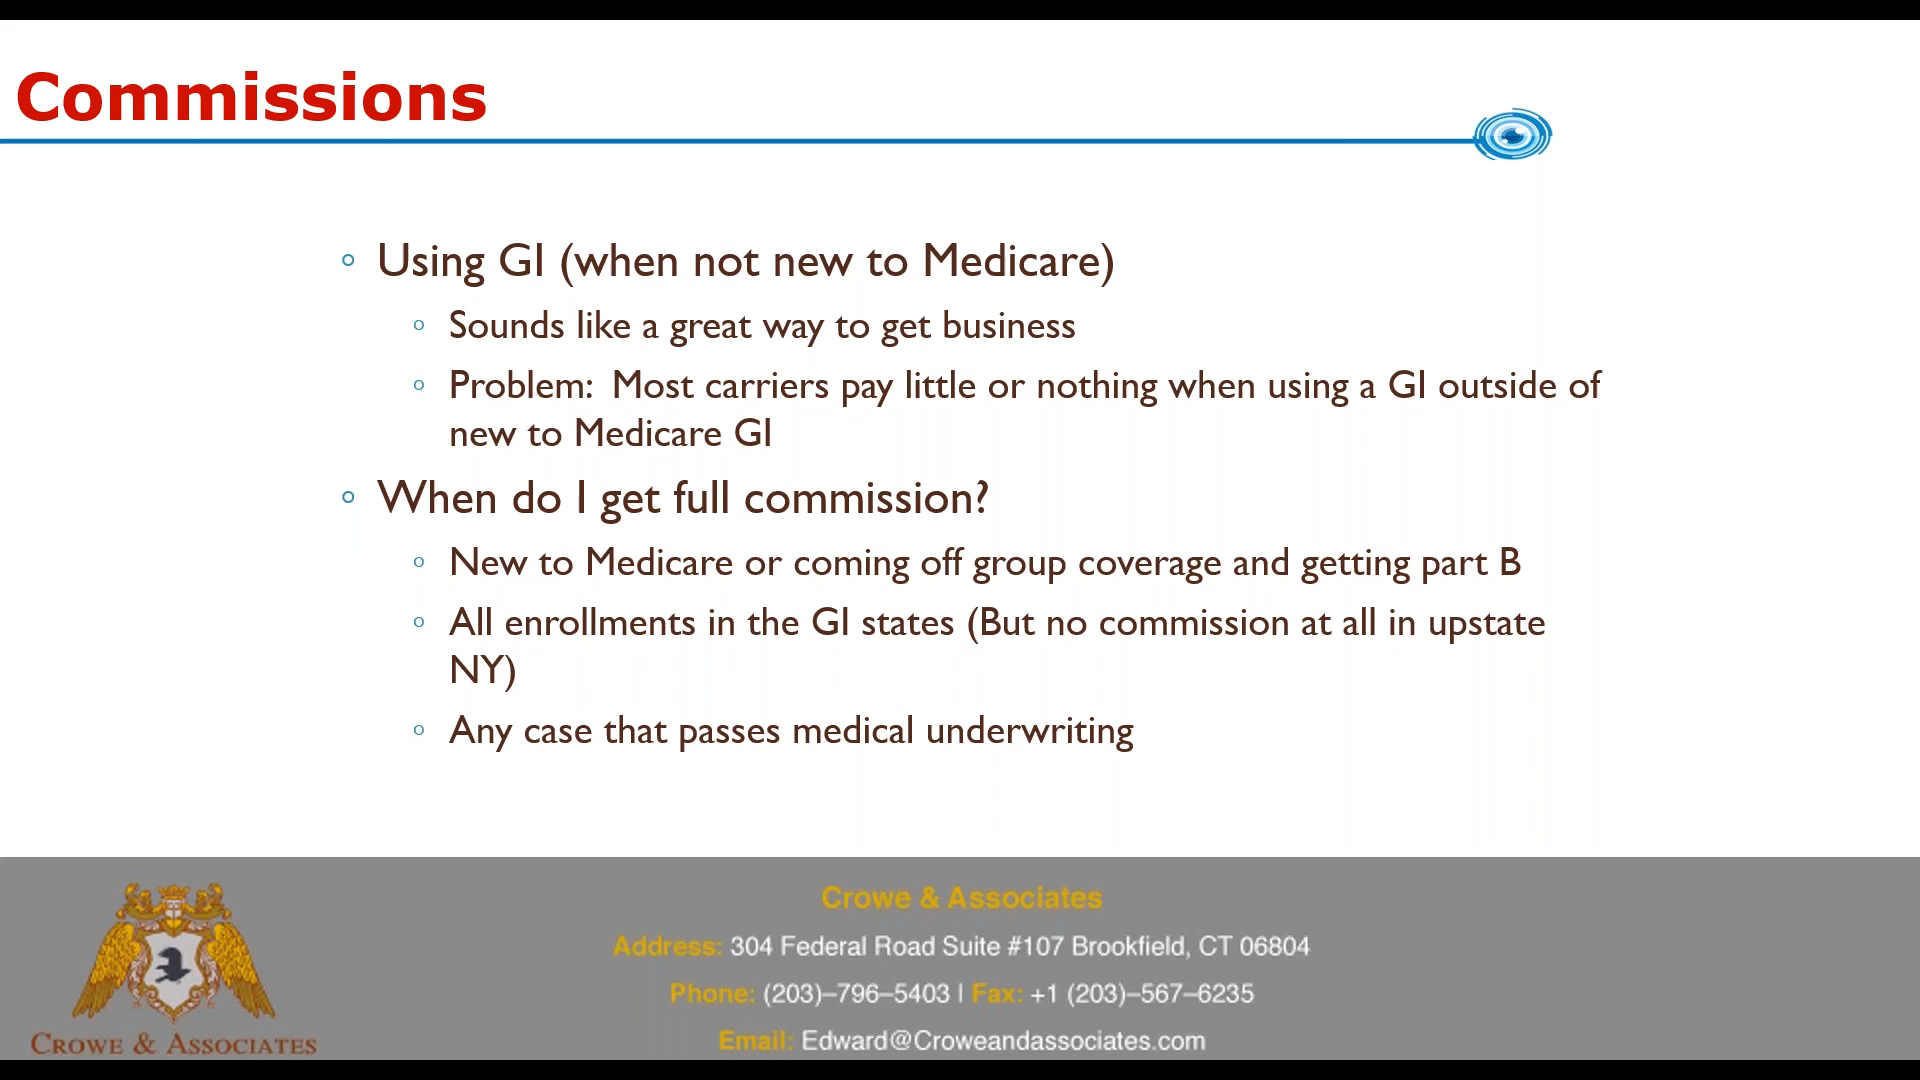 Commissions
Using GI (when not new to Medicare)
Sounds like a great way to get business
Problem:  Most carriers pay little or nothing when using a GI outside of
new to Medicare GI
When do I get full commission?
New to Medicare or coming off group coverage and getting part B
All enrollments in the GI states (But no commission at all in upstate
NY)
Any case that passes medical underwriting
Crowe & Associates
Address: 304 Federal Road Suite #107 Brookfield, CT 06804
Phone: (203)–796–5403 | Fax: +1 (203)–567–6235
Email: Edward@Croweandassociates.com
CROWE & ASSOCIATES